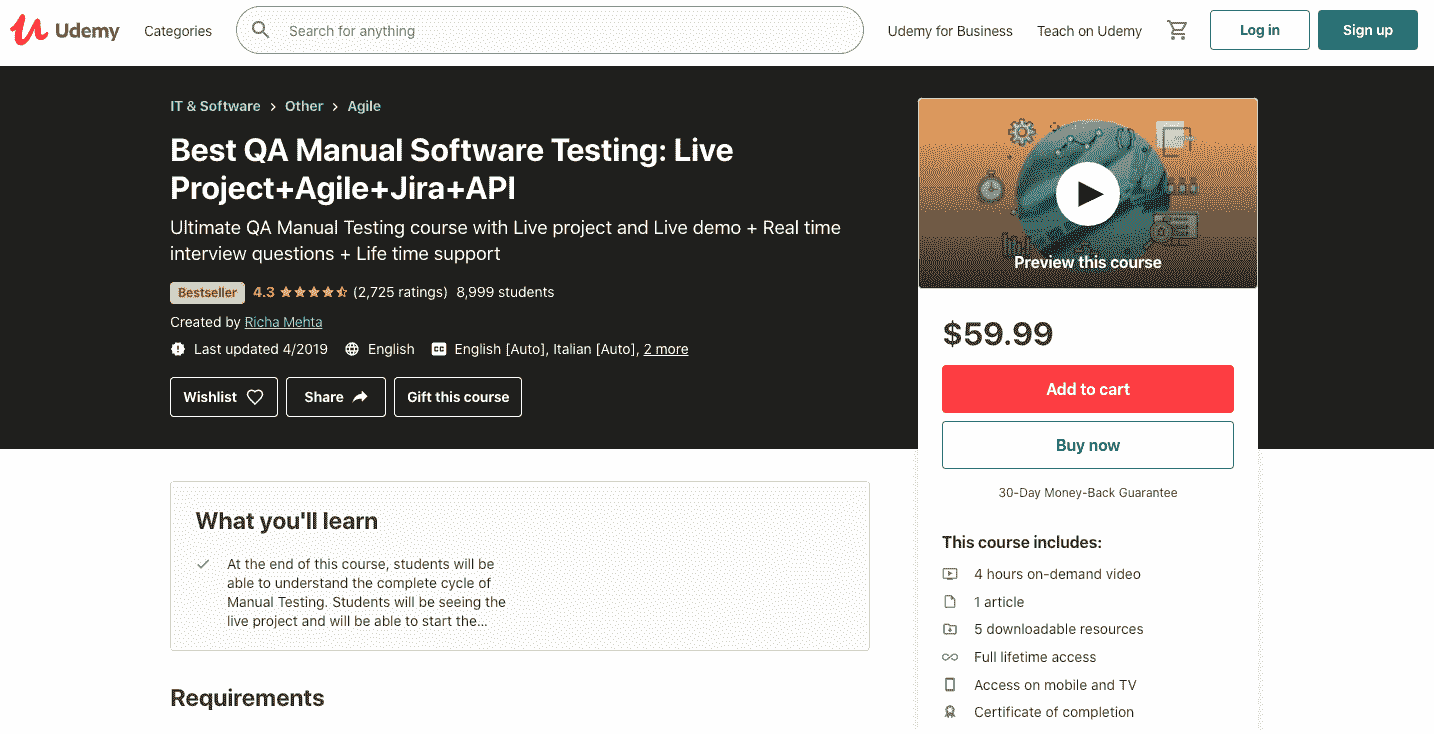 Udemy
Categories
Search for anything
Udemy for Business
Teach on Udemy
Log in
Sign up
IT & Software > Other > Agile
Best QA Manual Software Testing: Live
Project+Agile+Jira+API
Ultimate QA Manual Testing course with Live project and Live demo + Real time
interview questions + Life time support
Bestseller 4.3 (2,725 ratings) 8,999 students
Created by Richa Mehta
Last updated 4/2019 English CC English [Auto], Italian [Auto], 2 more
Wishlist
Share
Gift this course
Preview this course
$59.99
Add to cart
Buy now
30-Day Money-Back Guarantee
This course includes:
4 hours on-demand video
1 article
5 downloadable resources
Full lifetime access
Access on mobile and TV
Certificate of completion
What you'll learn
At the end of this course, students will be
able to understand the complete cycle of
Manual Testing. Students will be seeing the
live project and will be able to start the...
Requirements